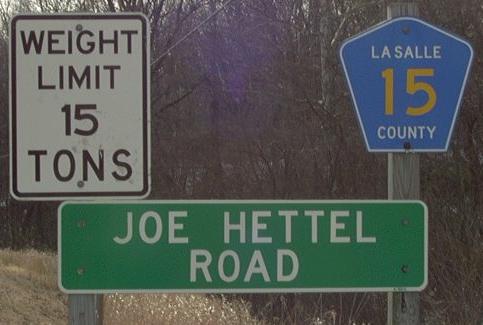 WEIGHT
LIMIT
15
TONS
LA SALLE
15
COUNTY
JOE HETTEL
ROAD